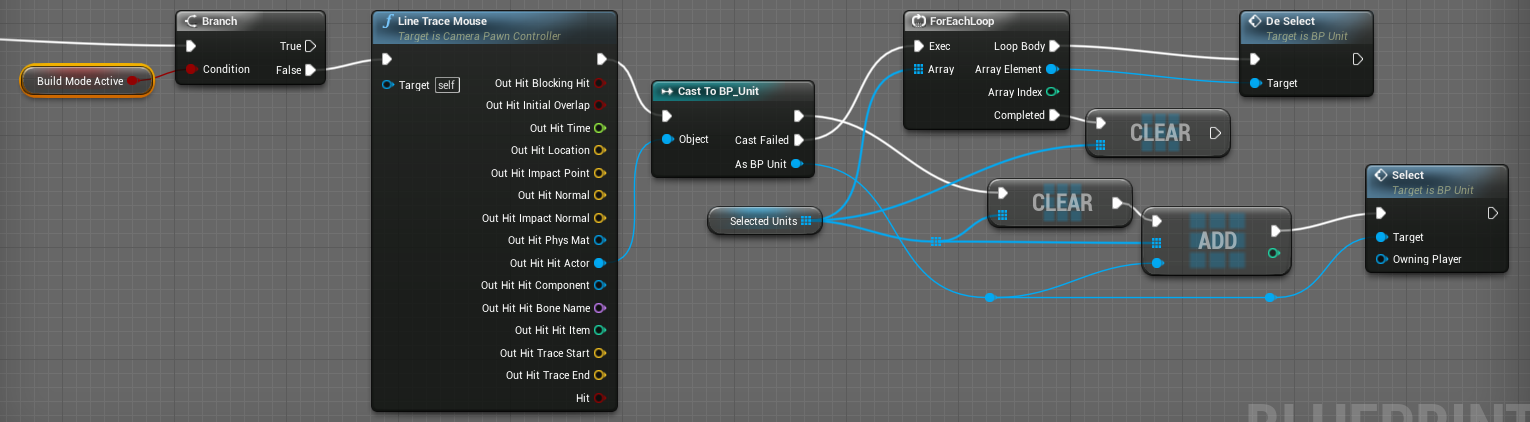 Build Mode Active
Branch
True
Condition
False
Line Trace Mouse
Target is Camera Pawn Controller
Target self
Out Hit Blocking Hit
Out Hit Initial Overlap
Out Hit Time
Out Hit Location
Out Hit Impact Point
Out Hit Normal
Out Hit Impact Normal
Out Hit Phys Mat
Out Hit Hit Actor
Out Hit Hit Component
Out Hit Hit Bone Name
Out Hit Hit Item
Out Hit Trace Start
Out Hit Trace End
Hit
Cast To BP_Unit
Object
Cast Failed
As BP Unit
Selected Units
ForEachLoop
Exec
Loop Body
Array
Array Element
Array Index
Completed
De Select
Target is BP Unit
Target
CLEAR
CLEAR
ADD
Select
Target is BP Unit
Target
Owning Player
BLUEPRINT